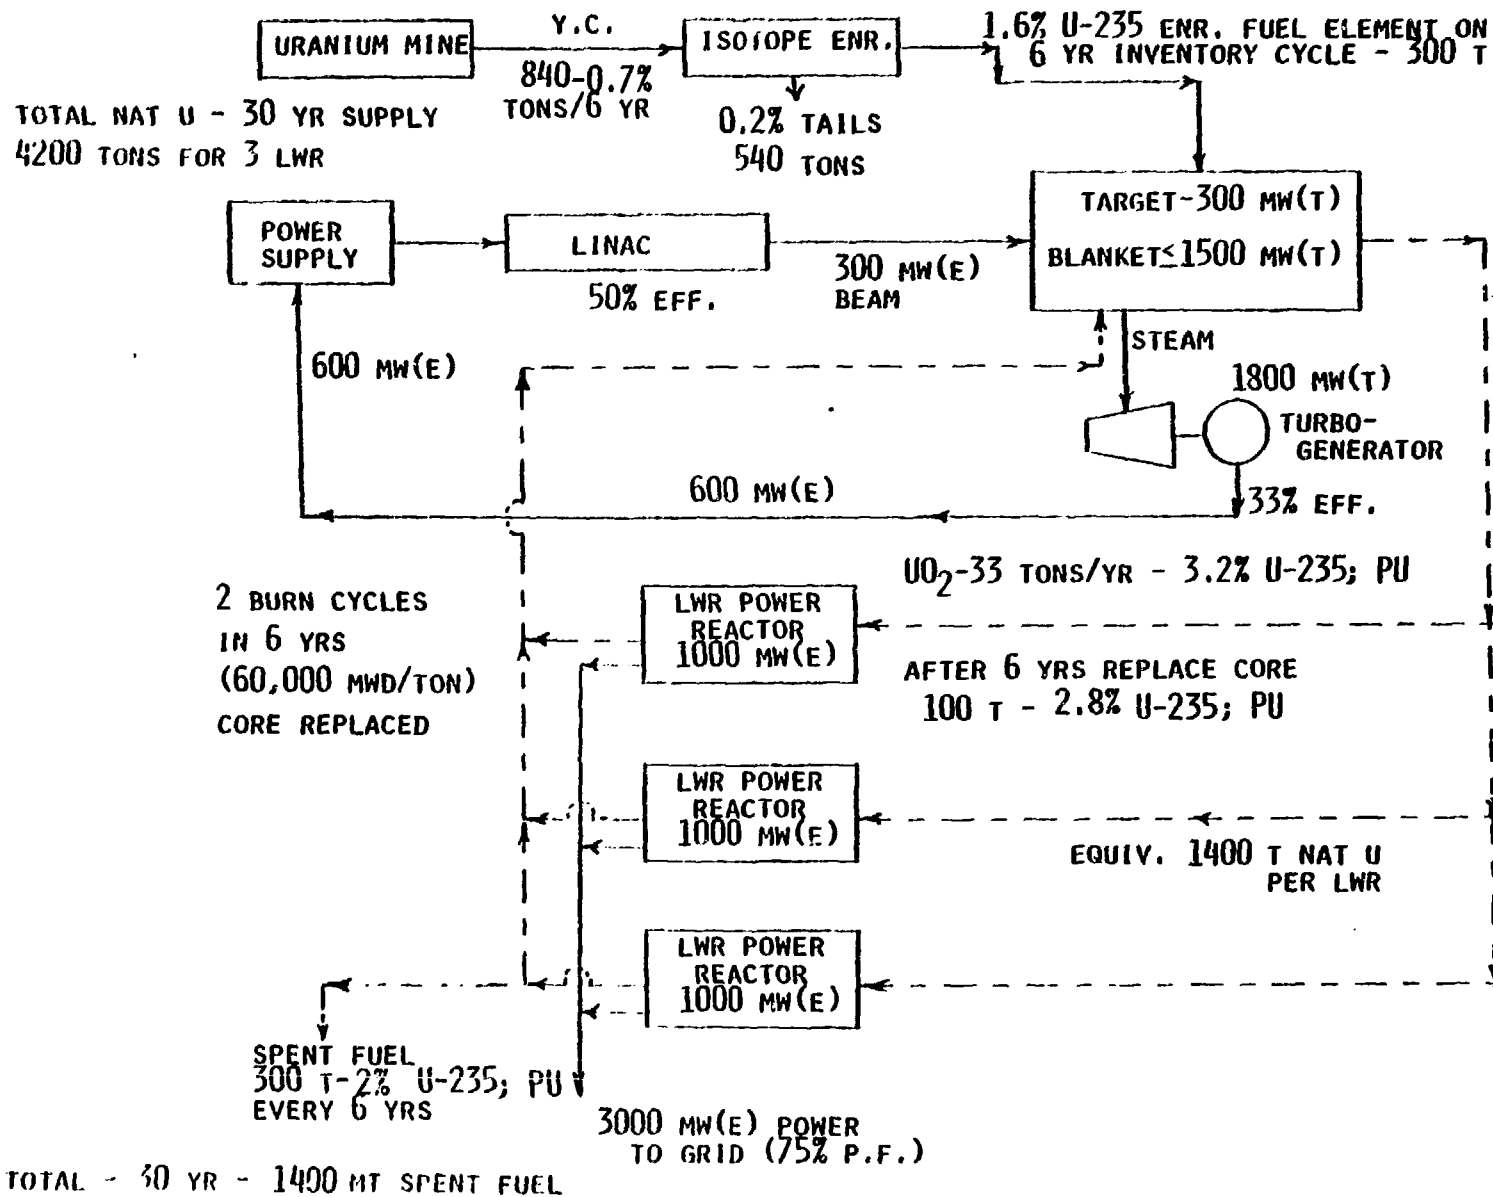 URANIUM MINE
Y.C.
840-0.7%
TONS/6 YR
ISOTOPE ENR.
0.2% TAILS
540 TONS
1.6% U-235 ENR. FUEL ELEMENT ON
6 YR INVENTORY CYCLE - 300 T
TOTAL NAT U - 30 YR SUPPLY
4200 TONS FOR 3 LWR
POWER
SUPPLY
LINAC
50% EFF.
300 MW(E)
BEAM
TARGET-300 MW(T)
BLANKET≤1500 MW(T)
600 MW(E)
STEAM
1800 MW(T)
TURBO-
GENERATOR
600 MW(E)
33% EFF.
UO₂-33 TONS/YR - 3.2% U-235; PU
2 BURN CYCLES
IN 6 YRS
(60,000 MWD/TON)
CORE REPLACED
LWR POWER
REACTOR
1000 MW(E)
AFTER 6 YRS REPLACE CORE
100 T - 2.8% U-235; PU
LWR POWER
REACTOR
1000 MW(E)
EQUIV. 1400 T NAT U
PER LWR
LWR POWER
REACTOR
1000 MW(E)
SPENT FUEL
300 T-2% U-235; PU
EVERY 6 YRS
3000 MW(E) POWER
TO GRID (75% P.F.)
TOTAL - 30 YR - 1400 MT SPENT FUEL